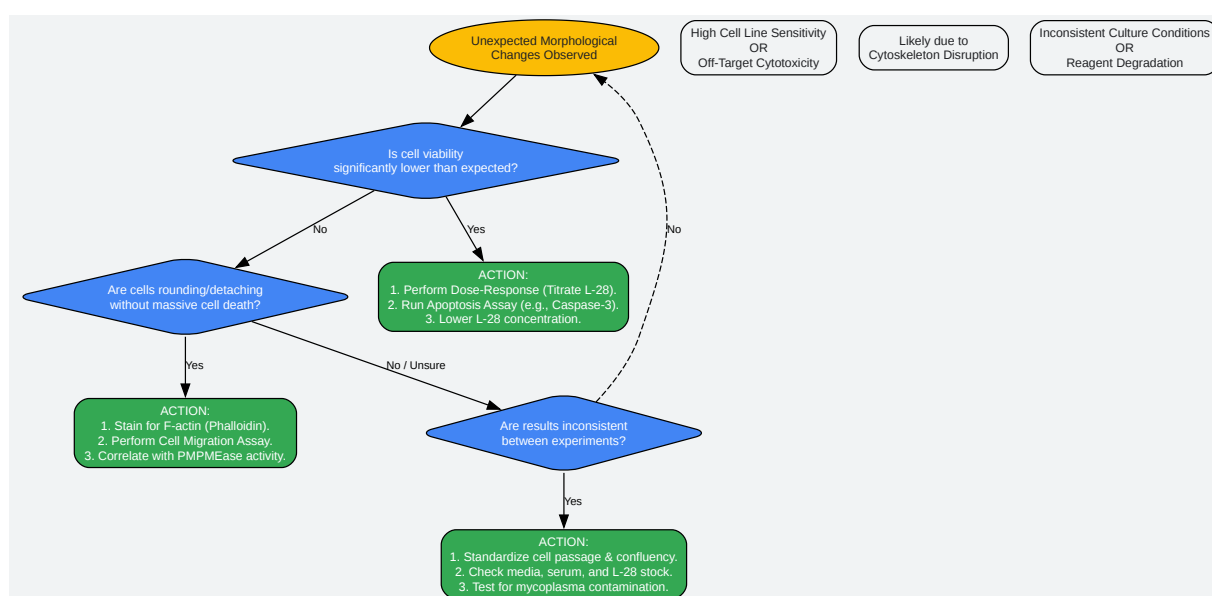 Unexpected Morphological
Changes Observed
High Cell Line Sensitivity
OR
Off-Target Cytotoxicity
Likely due to
Cytoskeleton Disruption
Inconsistent Culture Conditions
OR
Reagent Degradation
Is cell viability
significantly lower than expected?
No
Yes
No
Are cells rounding/detaching
without massive cell death?
ACTION:
1. Perform Dose-Response (Titrate L-28).
2. Run Apoptosis Assay (e.g., Caspase-3).
3. Lower L-28 concentration.
Yes
No / Unsure
ACTION:
1. Stain for F-actin (Phalloidin).
2. Perform Cell Migration Assay.
3. Correlate with PMPMEase activity.
Are results inconsistent
between experiments?
Yes
ACTION:
1. Standardize cell passage & confluency.
2. Check media, serum, and L-28 stock.
3. Test for mycoplasma contamination.